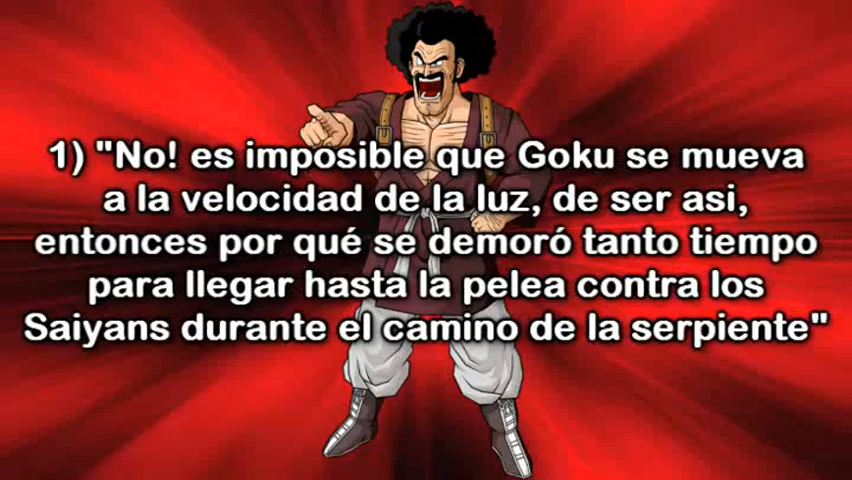 1) "No! es imposible que Goku se mueva
a la velocidad de la luz, de ser asi,
entonces por qué se demoró tanto tiempo
para llegar hasta la pelea contra los
Saiyans durante el camino de la serpiente"